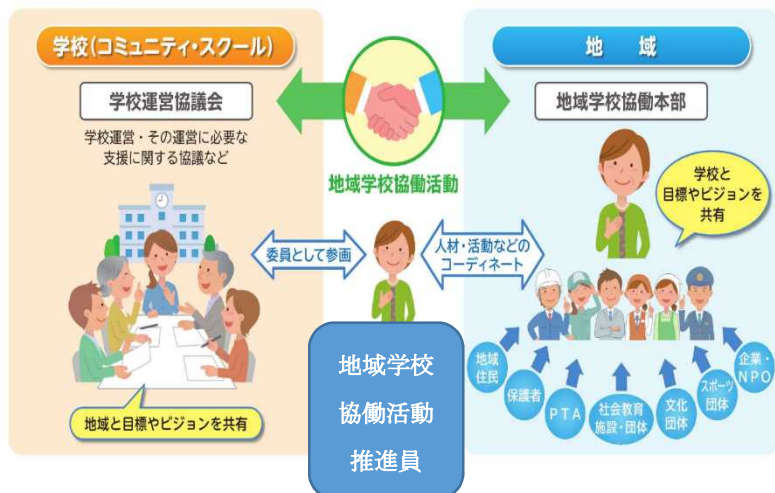 学校(コミュニティ・スクール)
学校運営協議会
学校運営・その運営に必要な
支援に関する協議など
地域と目標やビジョンを共有
地域学校協働活動
委員として参画
人材・活動などの
コーディネート
地域学校
協働活動
推進員
地　域
地域学校協働本部
学校と
目標やビジョンを
共有
地域
住民
保護者
PTA
社会教育
施設・団体
文化
団体
スポーツ
団体
企業・
NPO